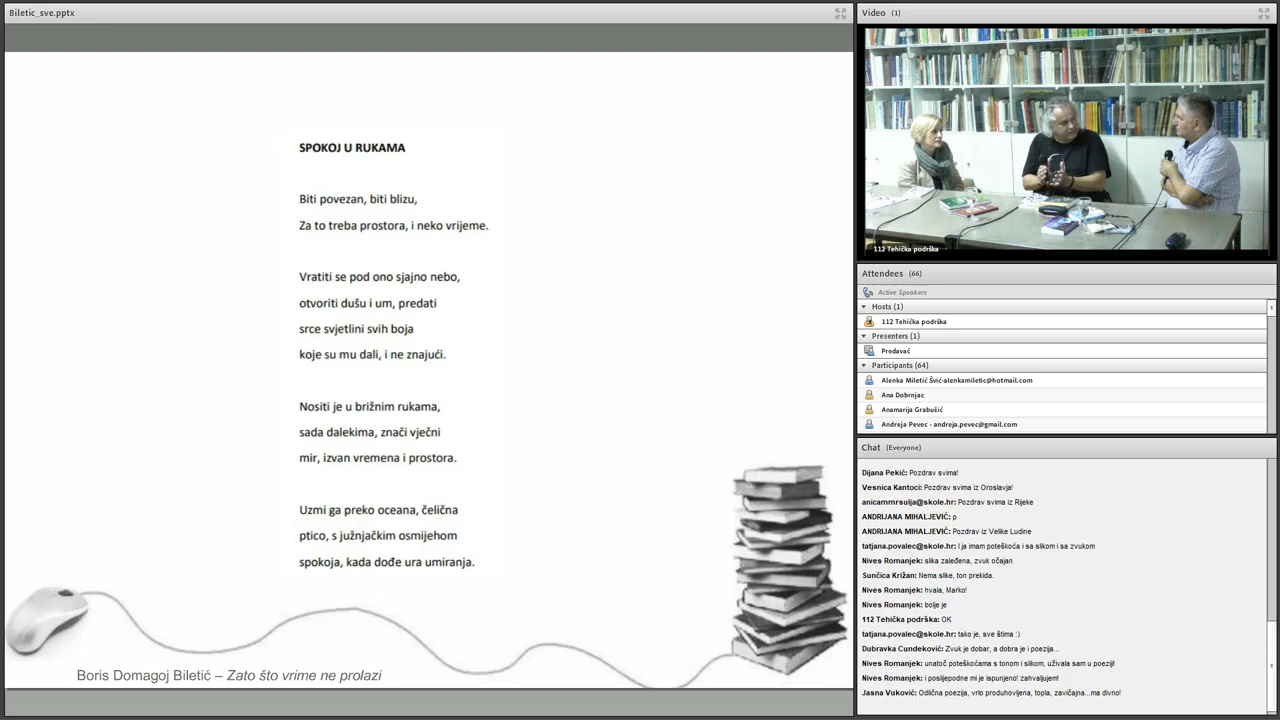 Biletic_sve.pptx
SPOKOJ U RUKAMA
Biti povezan, biti blizu,
Za to treba prostora, i neko vrijeme.
Vratiti se pod ono sjajno nebo,
otvoriti dušu i um, predati
srce svjetlini svih boja
koje su mu dali, i ne znajući.
Nositi je u brižnim rukama,
sada dalekima, znači vječni
mir, izvan vremena i prostora.
Uzmi ga preko oceana, čelična
ptico, s južnjačkim osmijehom
spokoja, kada dođe ura umiranja.
Boris Domagoj Biletić – Zato što vrime ne prolazi
Video (1)
112 Tehička podrška
Attendees (66)
Active Speakers
Hosts (1)
112 Tehička podrška
Presenters (1)
Predavač
Participants (64)
Alenka Miletić Švić-alenkamiletic@hotmail.com
Ana Dobrnjac
Anamarija Grabušić
Andreja Pevec - andreja.pevec@gmail.com
Chat (Everyone)
Dijana Pekić: Pozdrav svima!
Vesnica Kantoci: Pozdrav svima iz Oroslavja!
anicammrsulja@skole.hr: Pozdrav svima iz Rijeke
ANDRIJANA MIHALJEVIĆ: p
ANDRIJANA MIHALJEVIĆ: Pozdrav iz Velike Ludine
tatjana.povalec@skole.hr: I ja imam poteškoća i sa slikom i sa zvukom
Nives Romanjek: slika zaleđena, zvuk očajan
Sunčica Križan: Nema slike, ton prekida.
Nives Romanjek: hvala, Marko!
Nives Romanjek: bolje je
112 Tehička podrška: OK
tatjana.povalec@skole.hr: tako je, sve štima :)
Dubravka Cundeković: Zvuk je dobar, a dobra je i poezija...
Nives Romanjek: unatoč poteškoćama s tonom i slikom, uživala sam u poeziji!
Nives Romanjek: i poslijepodne mi je ispunjeno! zahvaljujem!
Jasna Vuković: Odlična poezija, vrlo produhovljena, topla, zavičajna...ma divno!